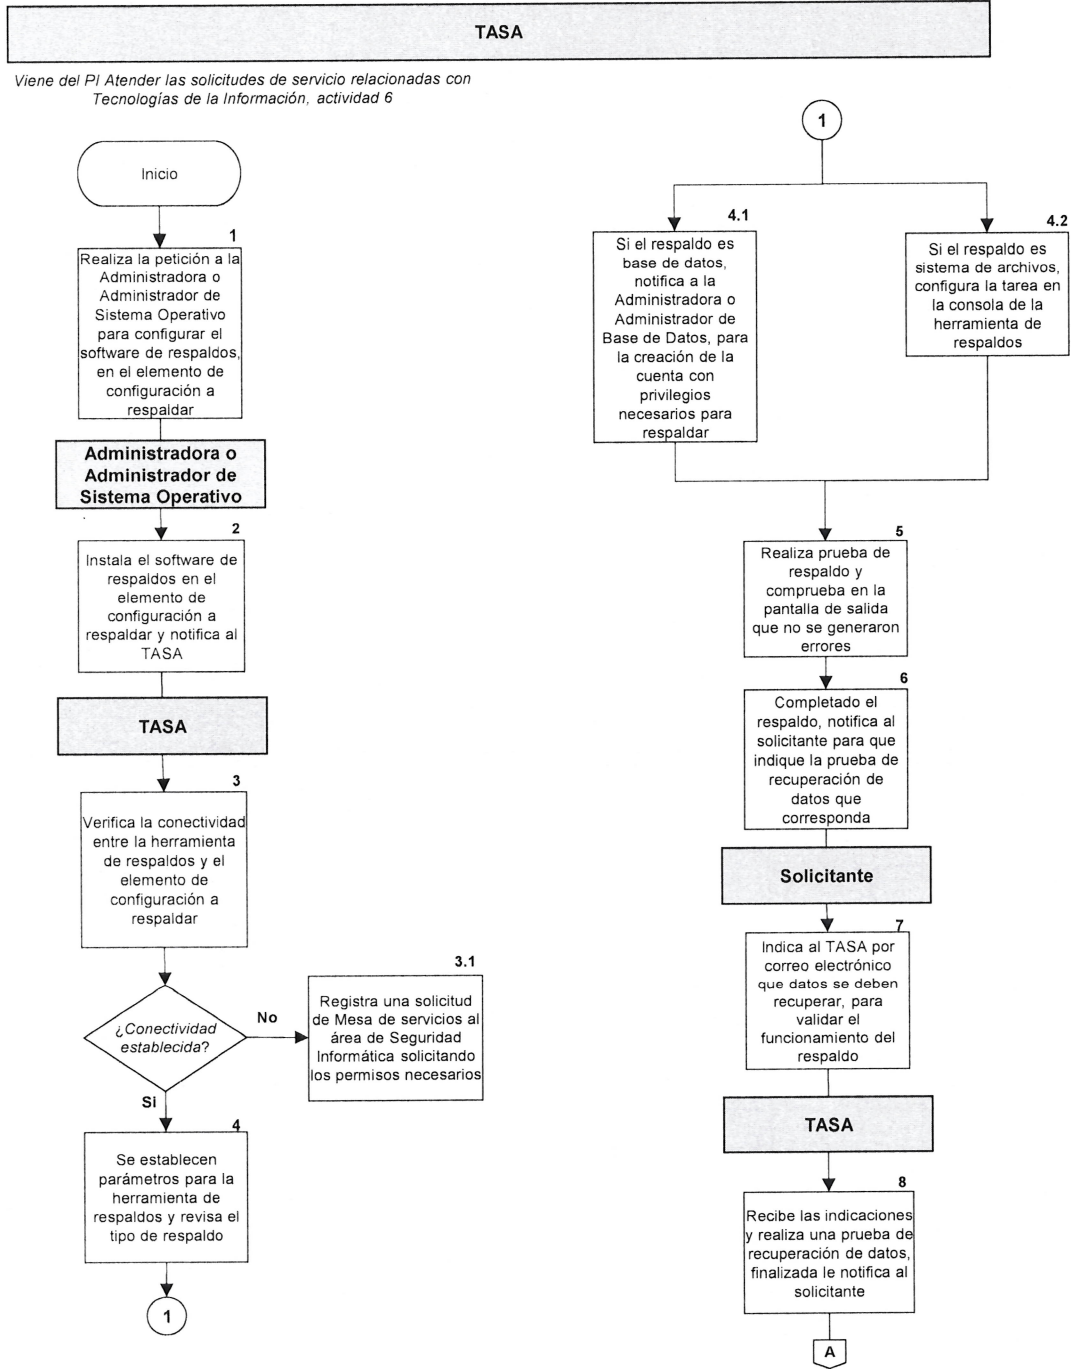 TASA
Viene del PI Atender las solicitudes de servicio relacionadas con
Tecnologías de la Información, actividad 6
Inicio
1
Realiza la petición a la
Administradora o
Administrador de
Sistema Operativo
para configurar el
software de respaldos,
en el elemento de
configuración a
respaldar
Administradora o
Administrador de
Sistema Operativo
2
Instala el software de
respaldos en el
elemento de
configuración a
respaldar y notifica al
TASA
TASA
3
Verifica la conectividad
entre la herramienta
de respaldos y el
elemento de
configuración a
respaldar
¿Conectividad
establecida?
No
3.1
Registra una solicitud
de Mesa de servicios al
área de Seguridad
Informática solicitando
los permisos necesarios
Si
4
Se establecen
parámetros para la
herramienta de
respaldos y revisa el
tipo de respaldo
1
1
4.1
Si el respaldo es
base de datos,
notifica a la
Administradora o
Administrador de
Base de Datos, para
la creación de la
cuenta con
privilegios
necesarios para
respaldar
4.2
Si el respaldo es
sistema de archivos,
configura la tarea en
la consola de la
herramienta de
respaldos
5
Realiza prueba de
respaldo y
comprueba en la
pantalla de salida
que no se generaron
errores
6
Completado el
respaldo, notifica al
solicitante para que
indique la prueba de
recuperación de
datos que
corresponda
Solicitante
7
Indica al TASA por
correo electrónico
que datos se deben
recuperar, para
validar el
funcionamiento del
respaldo
TASA
8
Recibe las indicaciones
y realiza una prueba de
recuperación de datos,
finalizada le notifica al
solicitante
A